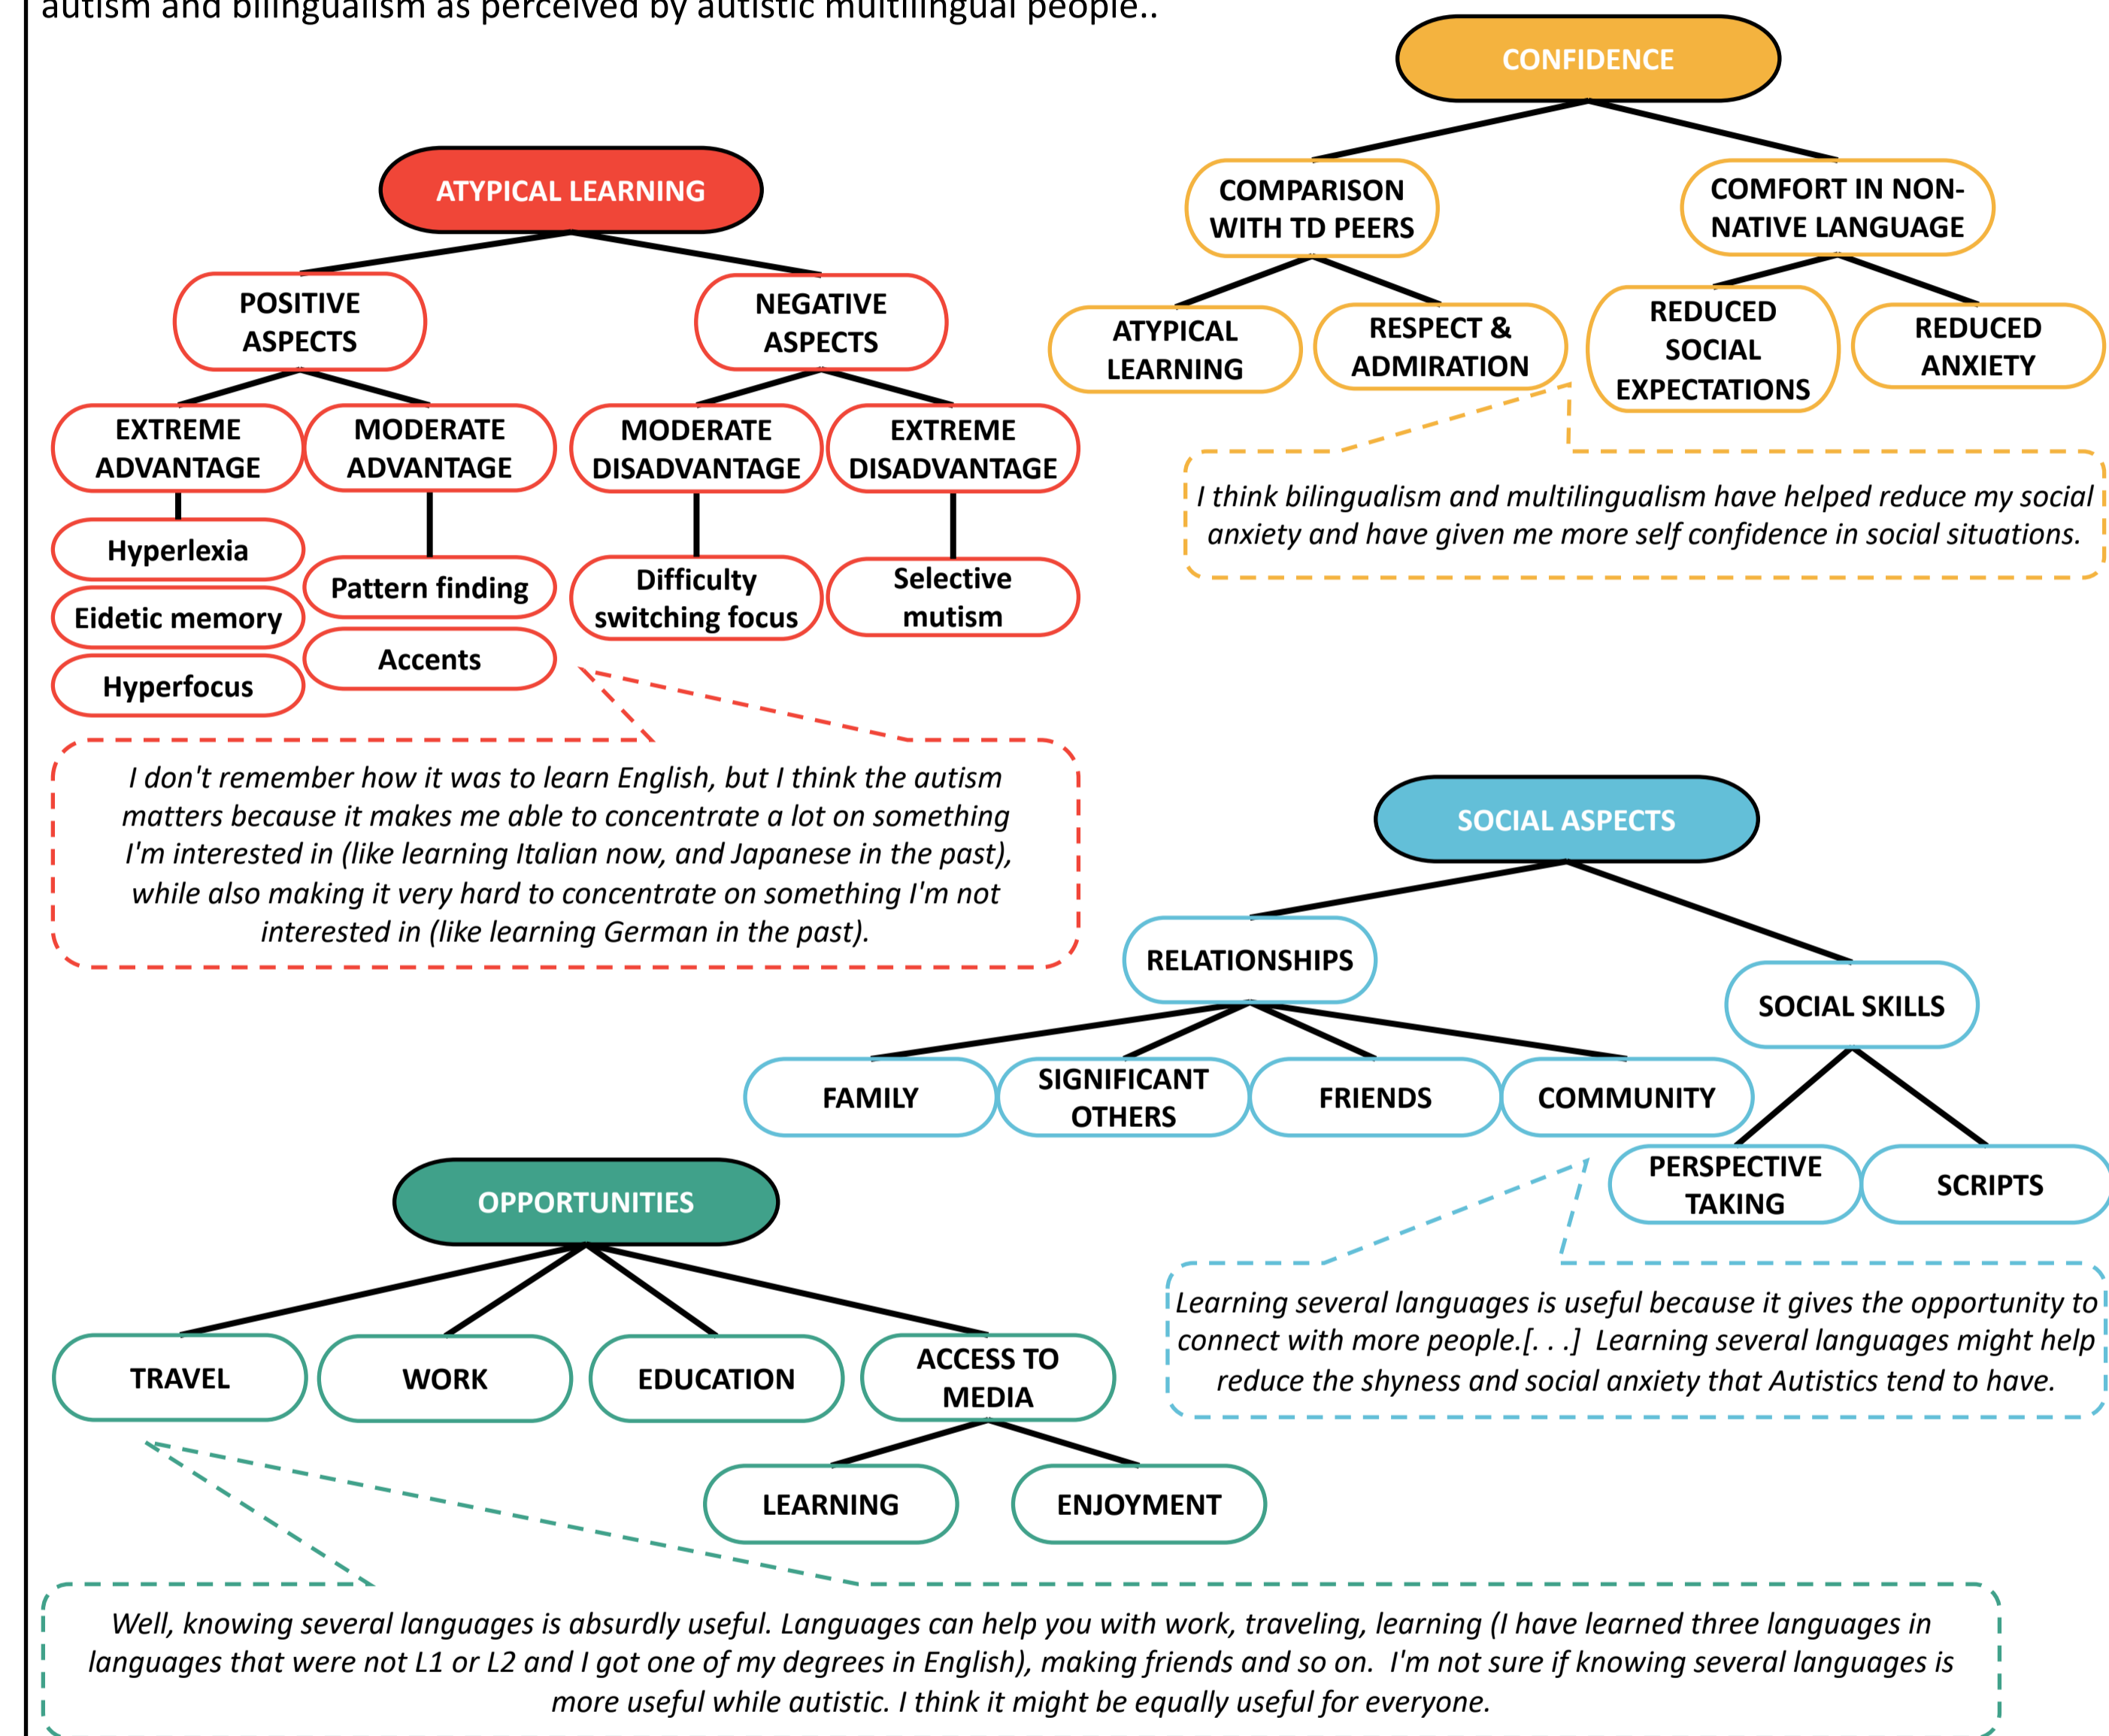 autism and bilingualism as perceived by autistic multilingual people..
CONFIDENCE
COMPARISON
WITH TD PEERS
COMFORT IN NON-
NATIVE LANGUAGE
ATYPICAL
LEARNING
RESPECT &
ADMIRATION
REDUCED
SOCIAL
EXPECTATIONS
REDUCED
ANXIETY
I think bilingualism and multilingualism have helped reduce my social
anxiety and have given me more self confidence in social situations.
ATYPICAL LEARNING
POSITIVE
ASPECTS
NEGATIVE
ASPECTS
EXTREME
ADVANTAGE
MODERATE
ADVANTAGE
MODERATE
DISADVANTAGE
EXTREME
DISADVANTAGE
Hyperlexia
Eidetic memory
Hyperfocus
Pattern finding
Accents
Difficulty
switching focus
Selective
mutism
I don't remember how it was to learn English, but I think the autism
matters because it makes me able to concentrate a lot on something
I'm interested in (like learning Italian now, and Japanese in the past),
while also making it very hard to concentrate on something I'm not
interested in (like learning German in the past).
SOCIAL ASPECTS
RELATIONSHIPS
SOCIAL SKILLS
FAMILY
SIGNIFICANT
OTHERS
FRIENDS
COMMUNITY
PERSPECTIVE
TAKING
SCRIPTS
Learning several languages is useful because it gives the opportunity to
connect with more people.[. . .]  Learning several languages might help
reduce the shyness and social anxiety that Autistics tend to have.
OPPORTUNITIES
TRAVEL
WORK
EDUCATION
ACCESS TO
MEDIA
LEARNING
ENJOYMENT
Well, knowing several languages is absurdly useful. Languages can help you with work, traveling, learning (I have learned three languages in
languages that were not L1 or L2 and I got one of my degrees in English), making friends and so on.  I'm not sure if knowing several languages is
more useful while autistic. I think it might be equally useful for everyone.